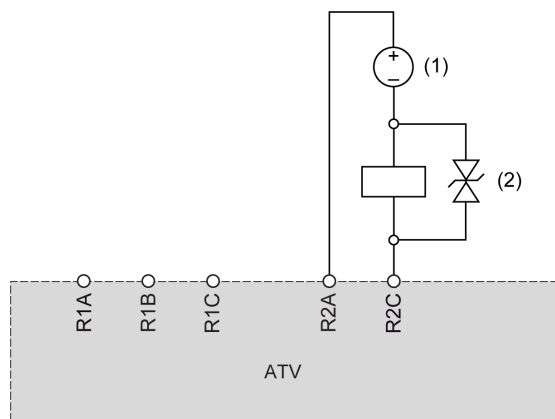 +
(1)
−
(2)
R1A
R1B
R1C
R2A
R2C
ATV